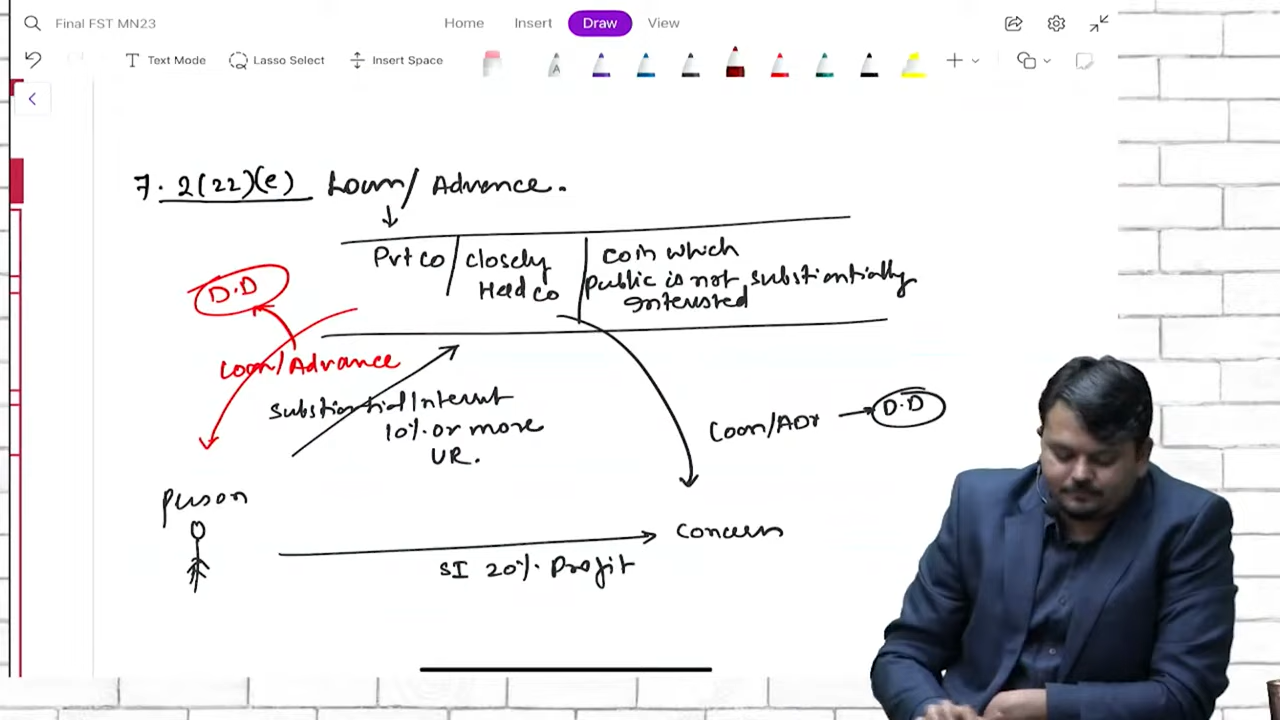 Final FST MN23
Home Insert Draw View
Text Mode Lasso Select Insert Space
7. 2(22)(e) Loan/ Advance.
Pvt Co
closely
Held co
Co in which
Public is not substantially
Interested
D.D
Loan/Advance
Substantial Interest
10% or more
Loan/Adv → D.D
Person
Concern
SI 20% Profit